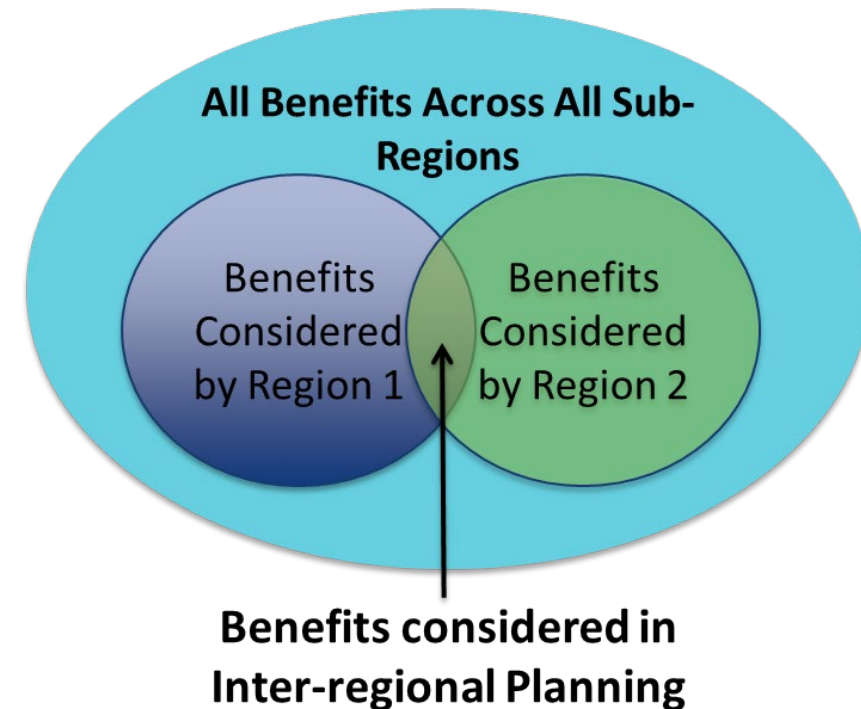 All Benefits Across All Sub-
Regions
Benefits
Considered
by Region 1
Benefits
Considered
by Region 2
Benefits considered in
Inter-regional Planning